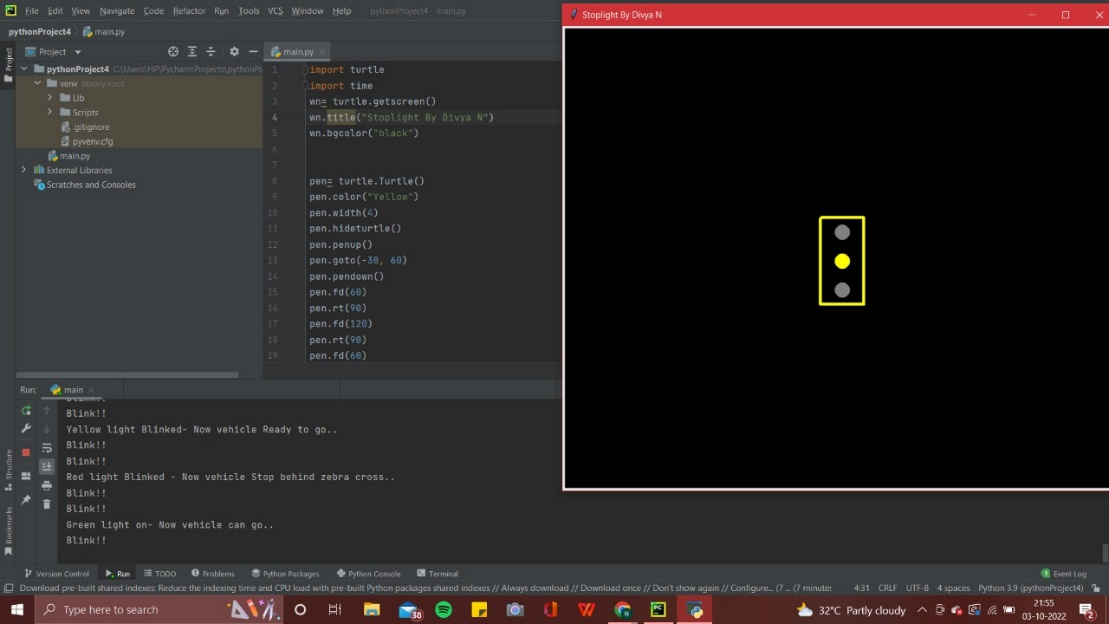 File Edit View Navigate Code Refactor Run Tools VCS Window Help pythonProject4 - main.py
Stoplight By Divya N
pythonProject4 main.py
Project
Project
main.py
pythonProject4 C:\Users\HP\PycharmProjects\pythonPr
venv library root
Lib
Scripts
.gitignore
pyvenv.cfg
main.py
External Libraries
Scratches and Consoles
1 import turtle
2 import time
3 wn= turtle.getscreen()
4 wn.title("Stoplight By Divya N")
5 wn.bgcolor("black")
6
7
8 pen= turtle.Turtle()
9 pen.color("Yellow")
10 pen.width(4)
11 pen.hideturtle()
12 pen.penup()
13 pen.goto(-30, 60)
14 pen.pendown()
15 pen.fd(60)
16 pen.rt(90)
17 pen.fd(120)
18 pen.rt(90)
19 pen.fd(60)
Run: main
Blink!!
Blink!!
Yellow light Blinked- Now vehicle Ready to go..
Blink!!
Blink!!
Red light Blinked - Now vehicle Stop behind zebra cross..
Blink!!
Blink!!
Green light on- Now vehicle can go..
Blink!!
Structure
Bookmarks
Version Control Run TODO Problems Python Packages Python Console Terminal Event Log
Download pre-built shared indexes: Reduce the indexing time and CPU load with pre-built Python packages shared indexes // Always download // Download once // Don't show again // Configure... (7 minutes 4:31 CRLF UTF-8 4 spaces Python 3.9 (pythonProject4)
Type here to search 38 32°C Partly cloudy 21:55 2
03-10-2022